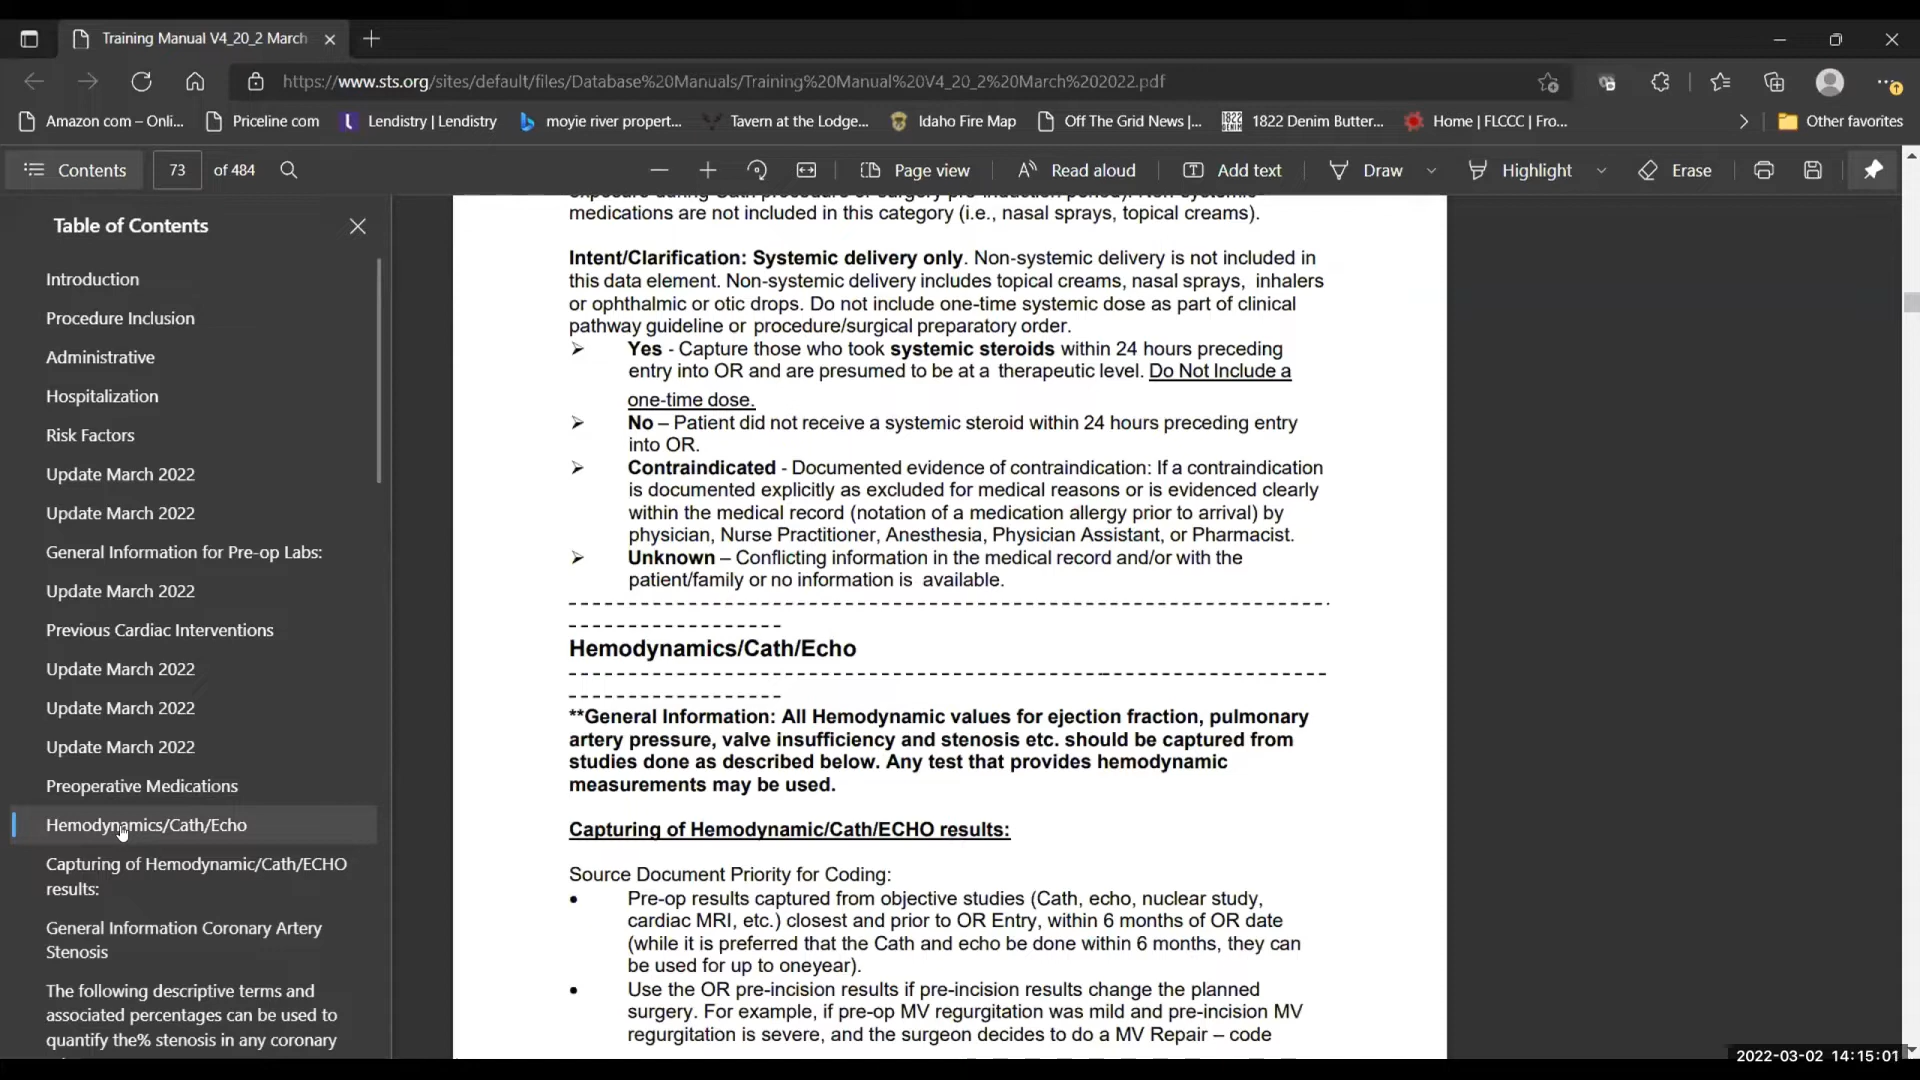 Training Manual V4_20_2 March
https://www.sts.org/sites/default/files/Database%20Manuals/Training%20Manual%20V4_20_2%20March%202022.pdf
Amazon com – Onli... Priceline com Lendistry | Lendistry moyie river propert... Tavern at the Lodge... Idaho Fire Map Off The Grid News |... 1822 Denim Butter... Home | FLCCC | Fro... Other favorites
Contents 73 of 484 Page view Read aloud Add text Draw Highlight Erase
Table of Contents
Introduction
Procedure Inclusion
Administrative
Hospitalization
Risk Factors
Update March 2022
Update March 2022
General Information for Pre-op Labs:
Update March 2022
Previous Cardiac Interventions
Update March 2022
Update March 2022
Update March 2022
Preoperative Medications
Hemodynamics/Cath/Echo
Capturing of Hemodynamic/Cath/ECHO
results:
General Information Coronary Artery
Stenosis
The following descriptive terms and
associated percentages can be used to
quantify the% stenosis in any coronary
medications are not included in this category (i.e., nasal sprays, topical creams).
Intent/Clarification: Systemic delivery only. Non-systemic delivery is not included in
this data element. Non-systemic delivery includes topical creams, nasal sprays, inhalers
or ophthalmic or otic drops. Do not include one-time systemic dose as part of clinical
pathway guideline or procedure/surgical preparatory order.
➢ Yes - Capture those who took systemic steroids within 24 hours preceding
entry into OR and are presumed to be at a therapeutic level. Do Not Include a
one-time dose.
➢ No – Patient did not receive a systemic steroid within 24 hours preceding entry
into OR.
➢ Contraindicated - Documented evidence of contraindication: If a contraindication
is documented explicitly as excluded for medical reasons or is evidenced clearly
within the medical record (notation of a medication allergy prior to arrival) by
physician, Nurse Practitioner, Anesthesia, Physician Assistant, or Pharmacist.
➢ Unknown – Conflicting information in the medical record and/or with the
patient/family or no information is available.
Hemodynamics/Cath/Echo
**General Information: All Hemodynamic values for ejection fraction, pulmonary
artery pressure, valve insufficiency and stenosis etc. should be captured from
studies done as described below. Any test that provides hemodynamic
measurements may be used.
Capturing of Hemodynamic/Cath/ECHO results:
Source Document Priority for Coding:
• Pre-op results captured from objective studies (Cath, echo, nuclear study,
cardiac MRI, etc.) closest and prior to OR Entry, within 6 months of OR date
(while it is preferred that the Cath and echo be done within 6 months, they can
be used for up to oneyear).
• Use the OR pre-incision results if pre-incision results change the planned
surgery. For example, if pre-op MV regurgitation was mild and pre-incision MV
regurgitation is severe, and the surgeon decides to do a MV Repair – code
2022-03-02 14:15:01